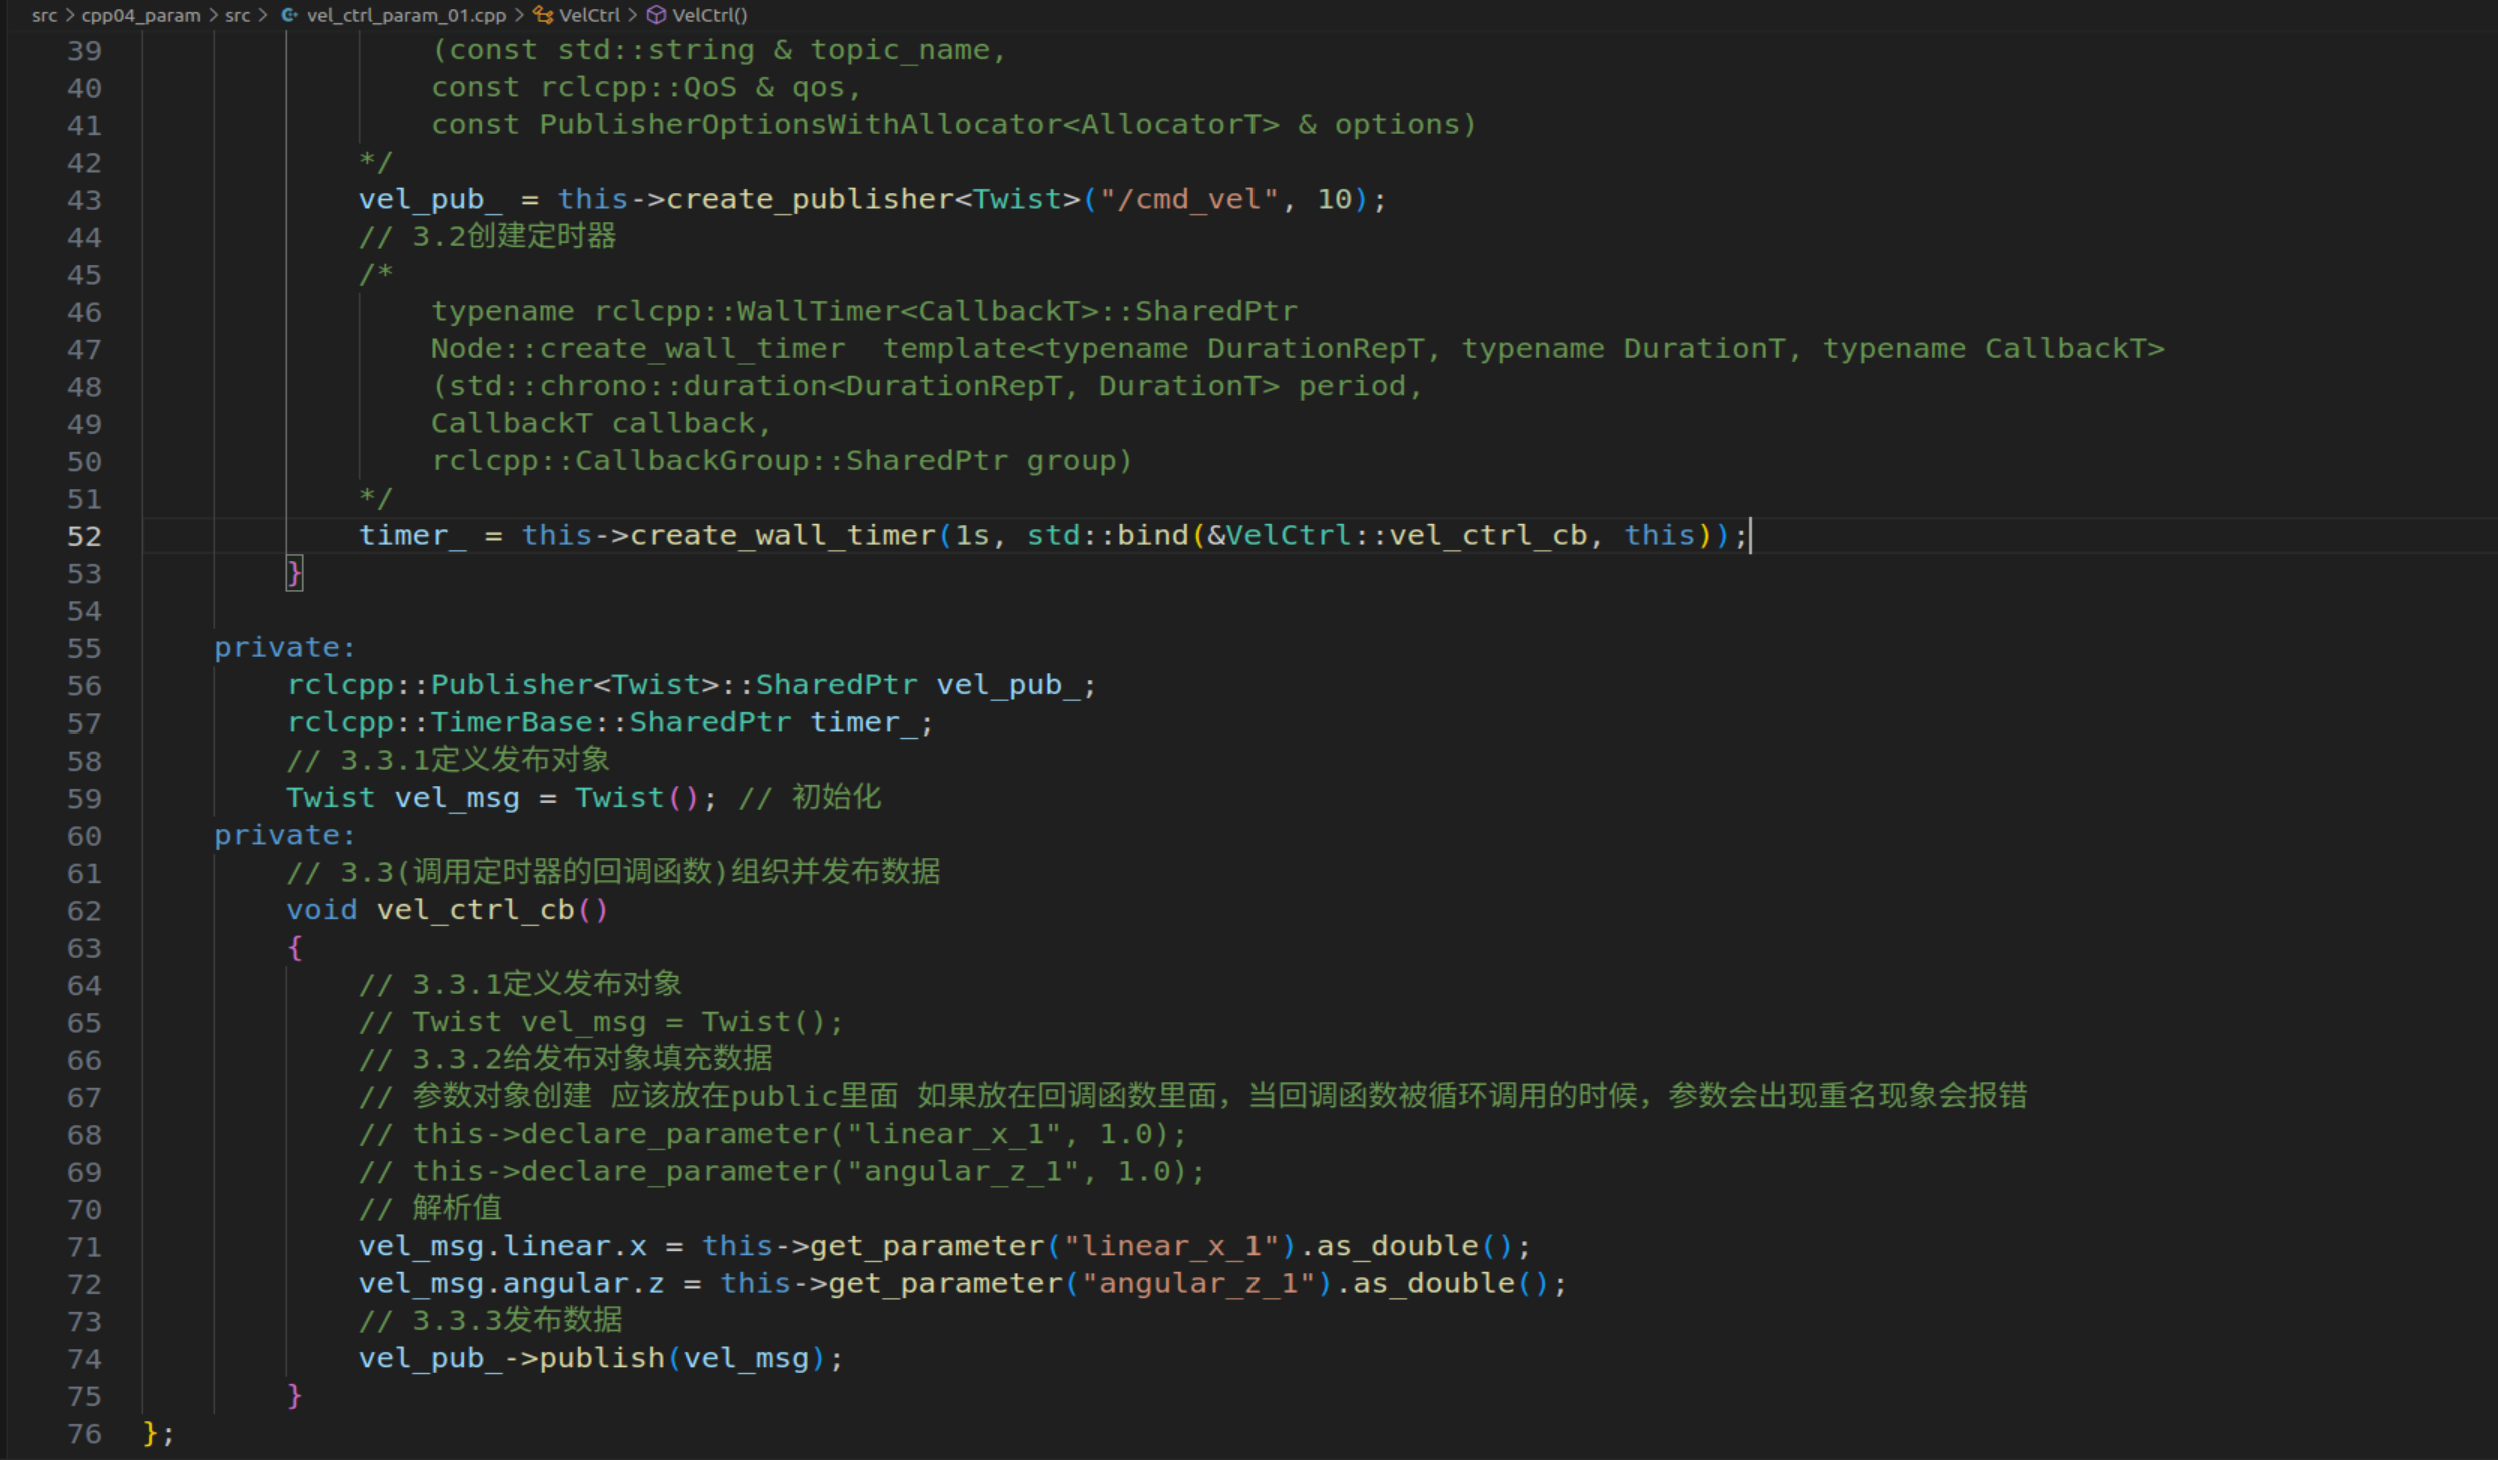 src > cpp04_param > src > vel_ctrl_param_01.cpp > VelCtrl > VelCtrl()
39 (const std::string & topic_name,
40 const rclcpp::QoS & qos,
41 const PublisherOptionsWithAllocator<AllocatorT> & options)
42 */
43 vel_pub_ = this->create_publisher<Twist>("/cmd_vel", 10);
44 // 3.2创建定时器
45 /*
46 typename rclcpp::WallTimer<CallbackT>::SharedPtr
47 Node::create_wall_timer  template<typename DurationRepT, typename DurationT, typename CallbackT>
48 (std::chrono::duration<DurationRepT, DurationT> period,
49 CallbackT callback,
50 rclcpp::CallbackGroup::SharedPtr group)
51 */
52 timer_ = this->create_wall_timer(1s, std::bind(&VelCtrl::vel_ctrl_cb, this));
53 }
54
55 private:
56 rclcpp::Publisher<Twist>::SharedPtr vel_pub_;
57 rclcpp::TimerBase::SharedPtr timer_;
58 // 3.3.1定义发布对象
59 Twist vel_msg = Twist(); // 初始化
60 private:
61 // 3.3(调用定时器的回调函数)组织并发布数据
62 void vel_ctrl_cb()
63 {
64 // 3.3.1定义发布对象
65 // Twist vel_msg = Twist();
66 // 3.3.2给发布对象填充数据
67 // 参数对象创建 应该放在public里面 如果放在回调函数里面，当回调函数被循环调用的时候，参数会出现重名现象会报错
68 // this->declare_parameter("linear_x_1", 1.0);
69 // this->declare_parameter("angular_z_1", 1.0);
70 // 解析值
71 vel_msg.linear.x = this->get_parameter("linear_x_1").as_double();
72 vel_msg.angular.z = this->get_parameter("angular_z_1").as_double();
73 // 3.3.3发布数据
74 vel_pub_->publish(vel_msg);
75 }
76 };